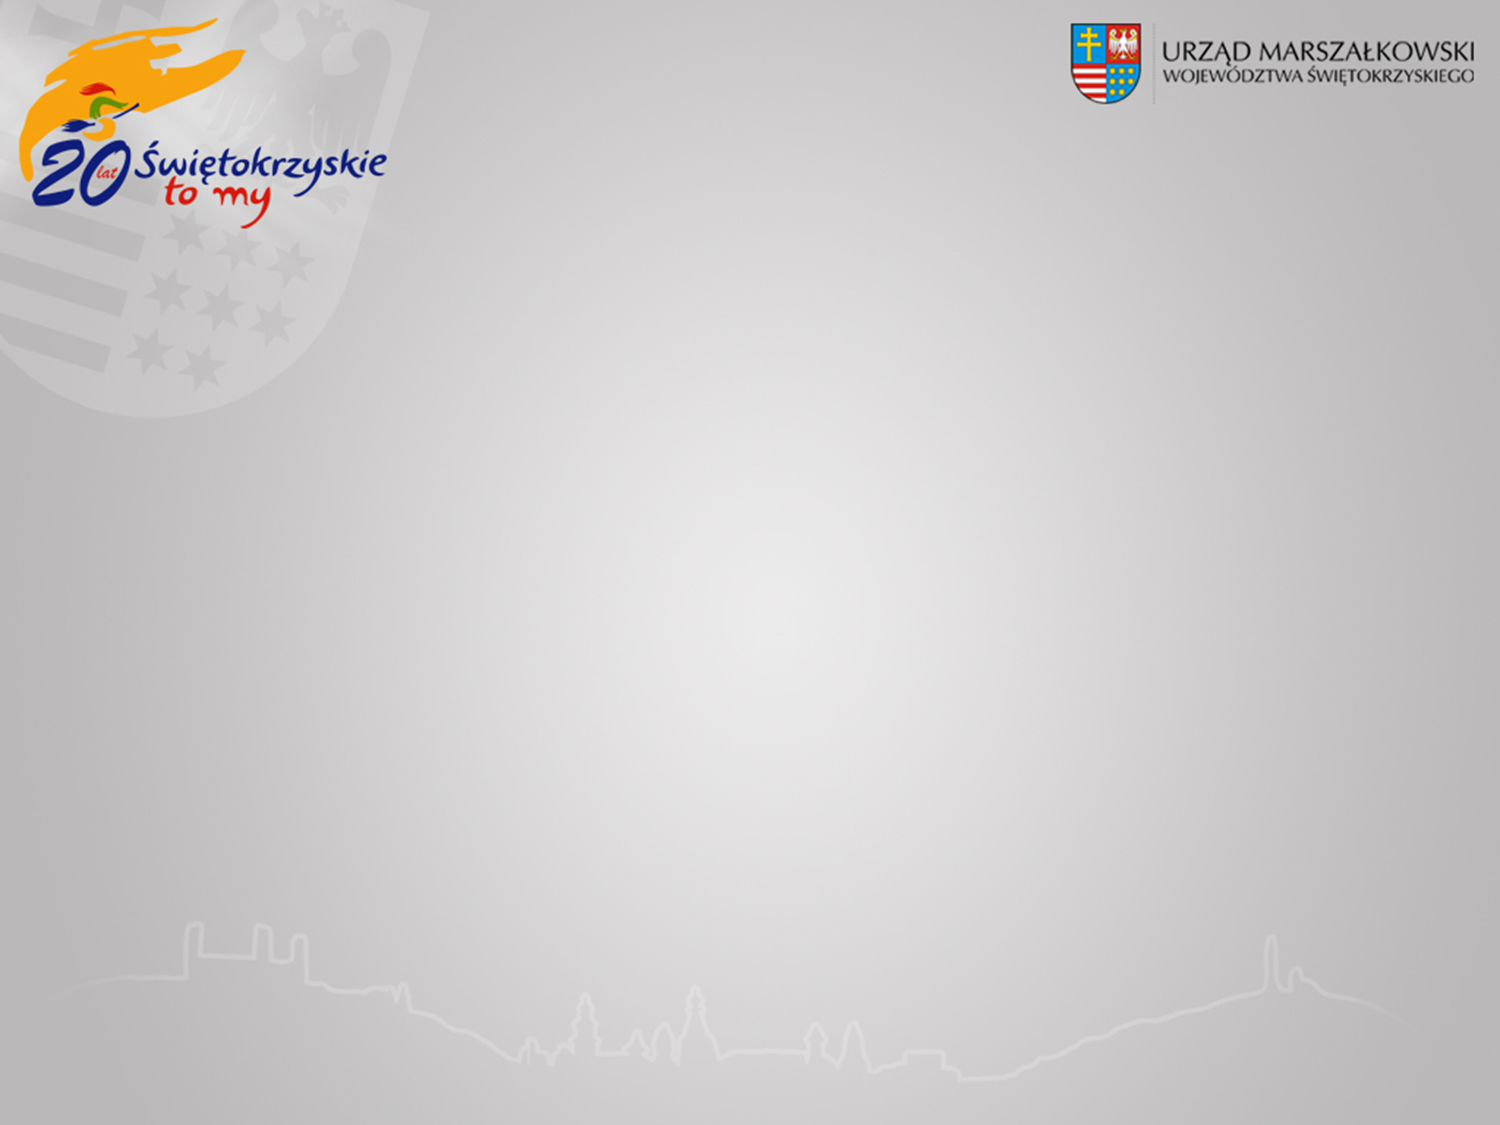 20 lat Świętokrzyskie
to my
URZĄD MARSZAŁKOWSKI
WOJEWÓDZTWA ŚWIĘTOKRZYSKIEGO